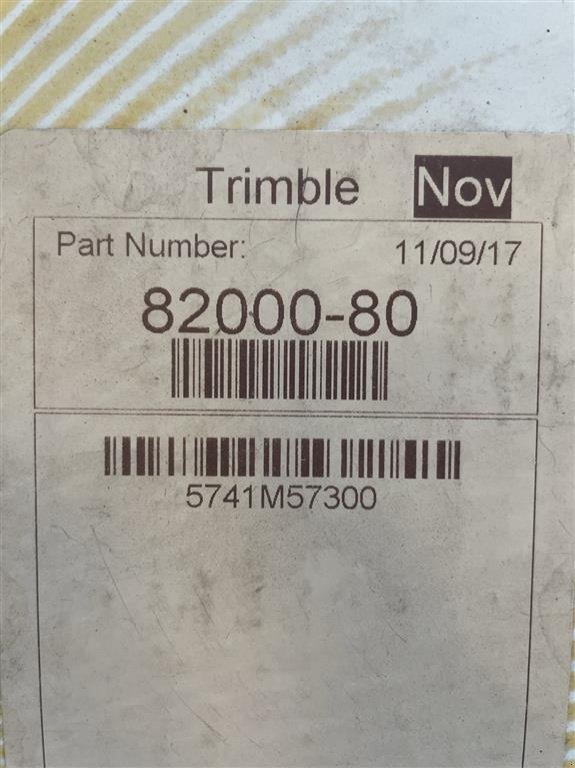 Trimble Nov
Part Number: 11/09/17
82000-80
5741M57300